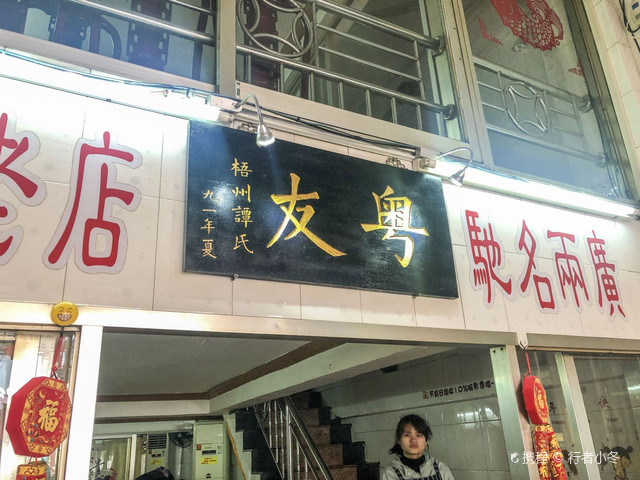 老店
粤友
梧州譚氏
九一年夏
馳名兩廣
福
携程 @ 行者小冬